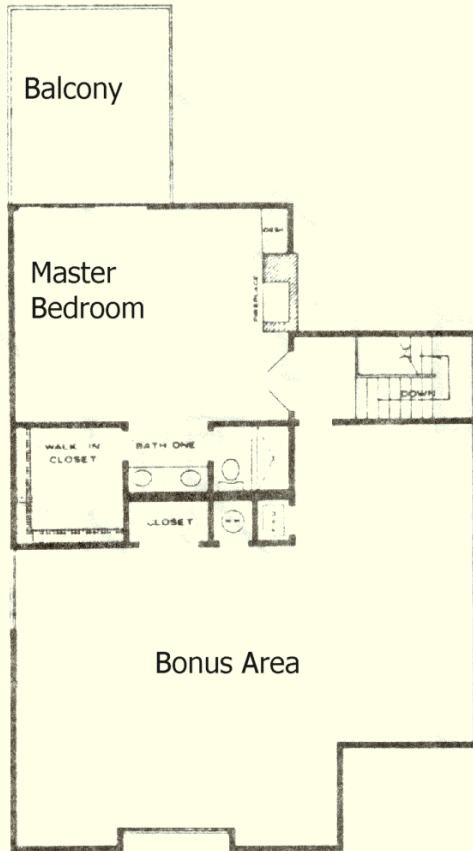 Balcony
DESK
Master
Bedroom
FIREPLACE
DOWN
WALK IN
CLOSET
BATH ONE
CLOSET
Bonus Area